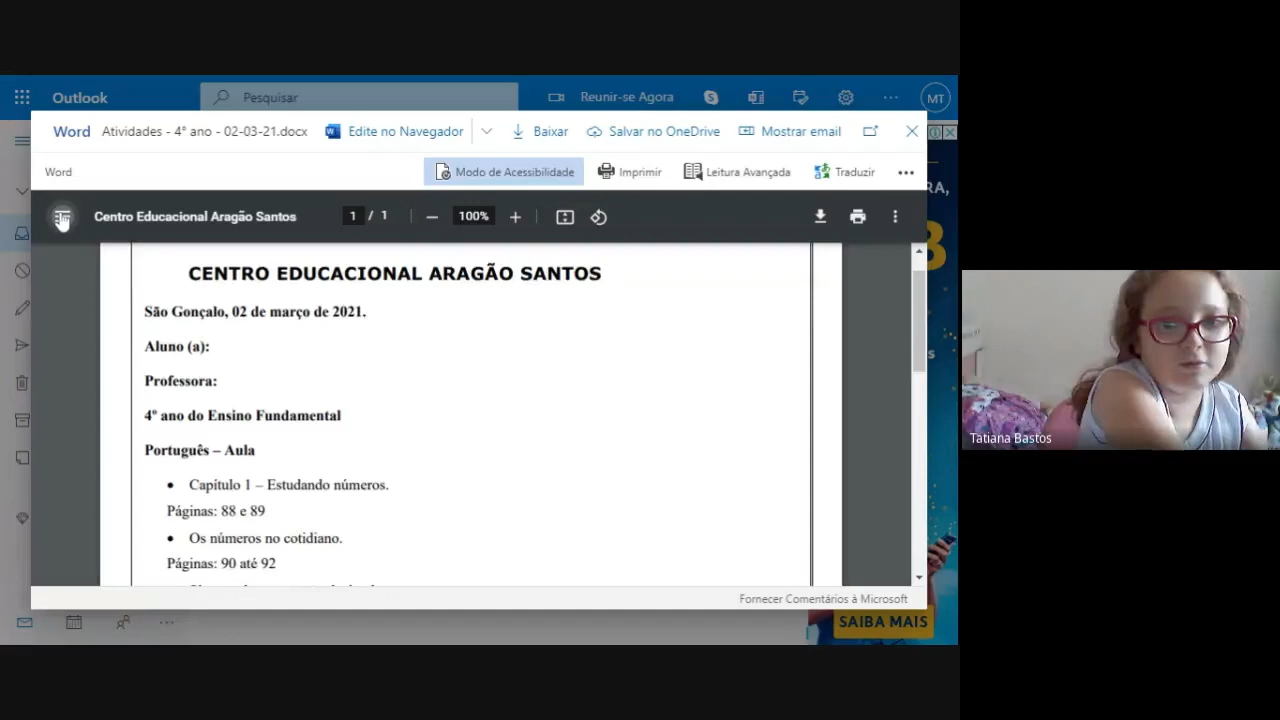 Outlook
Pesquisar
Reunir-se Agora
MT
Word
Atividades - 4º ano - 02-03-21.docx
Edite no Navegador
Baixar
Salvar no OneDrive
Mostrar email
Word
Modo de Acessibilidade
Imprimir
Leitura Avançada
Traduzir
RA,
Centro Educacional Aragão Santos
1 / 1
100%
CENTRO EDUCACIONAL ARAGÃO SANTOS
São Gonçalo, 02 de março de 2021.
Aluno (a):
Professora:
4º ano do Ensino Fundamental
Português – Aula
• Capítulo 1 – Estudando números.
Páginas: 88 e 89
• Os números no cotidiano.
Páginas: 90 até 92
Fornecer Comentários à Microsoft
SAIBA MAIS
Tatiana Bastos